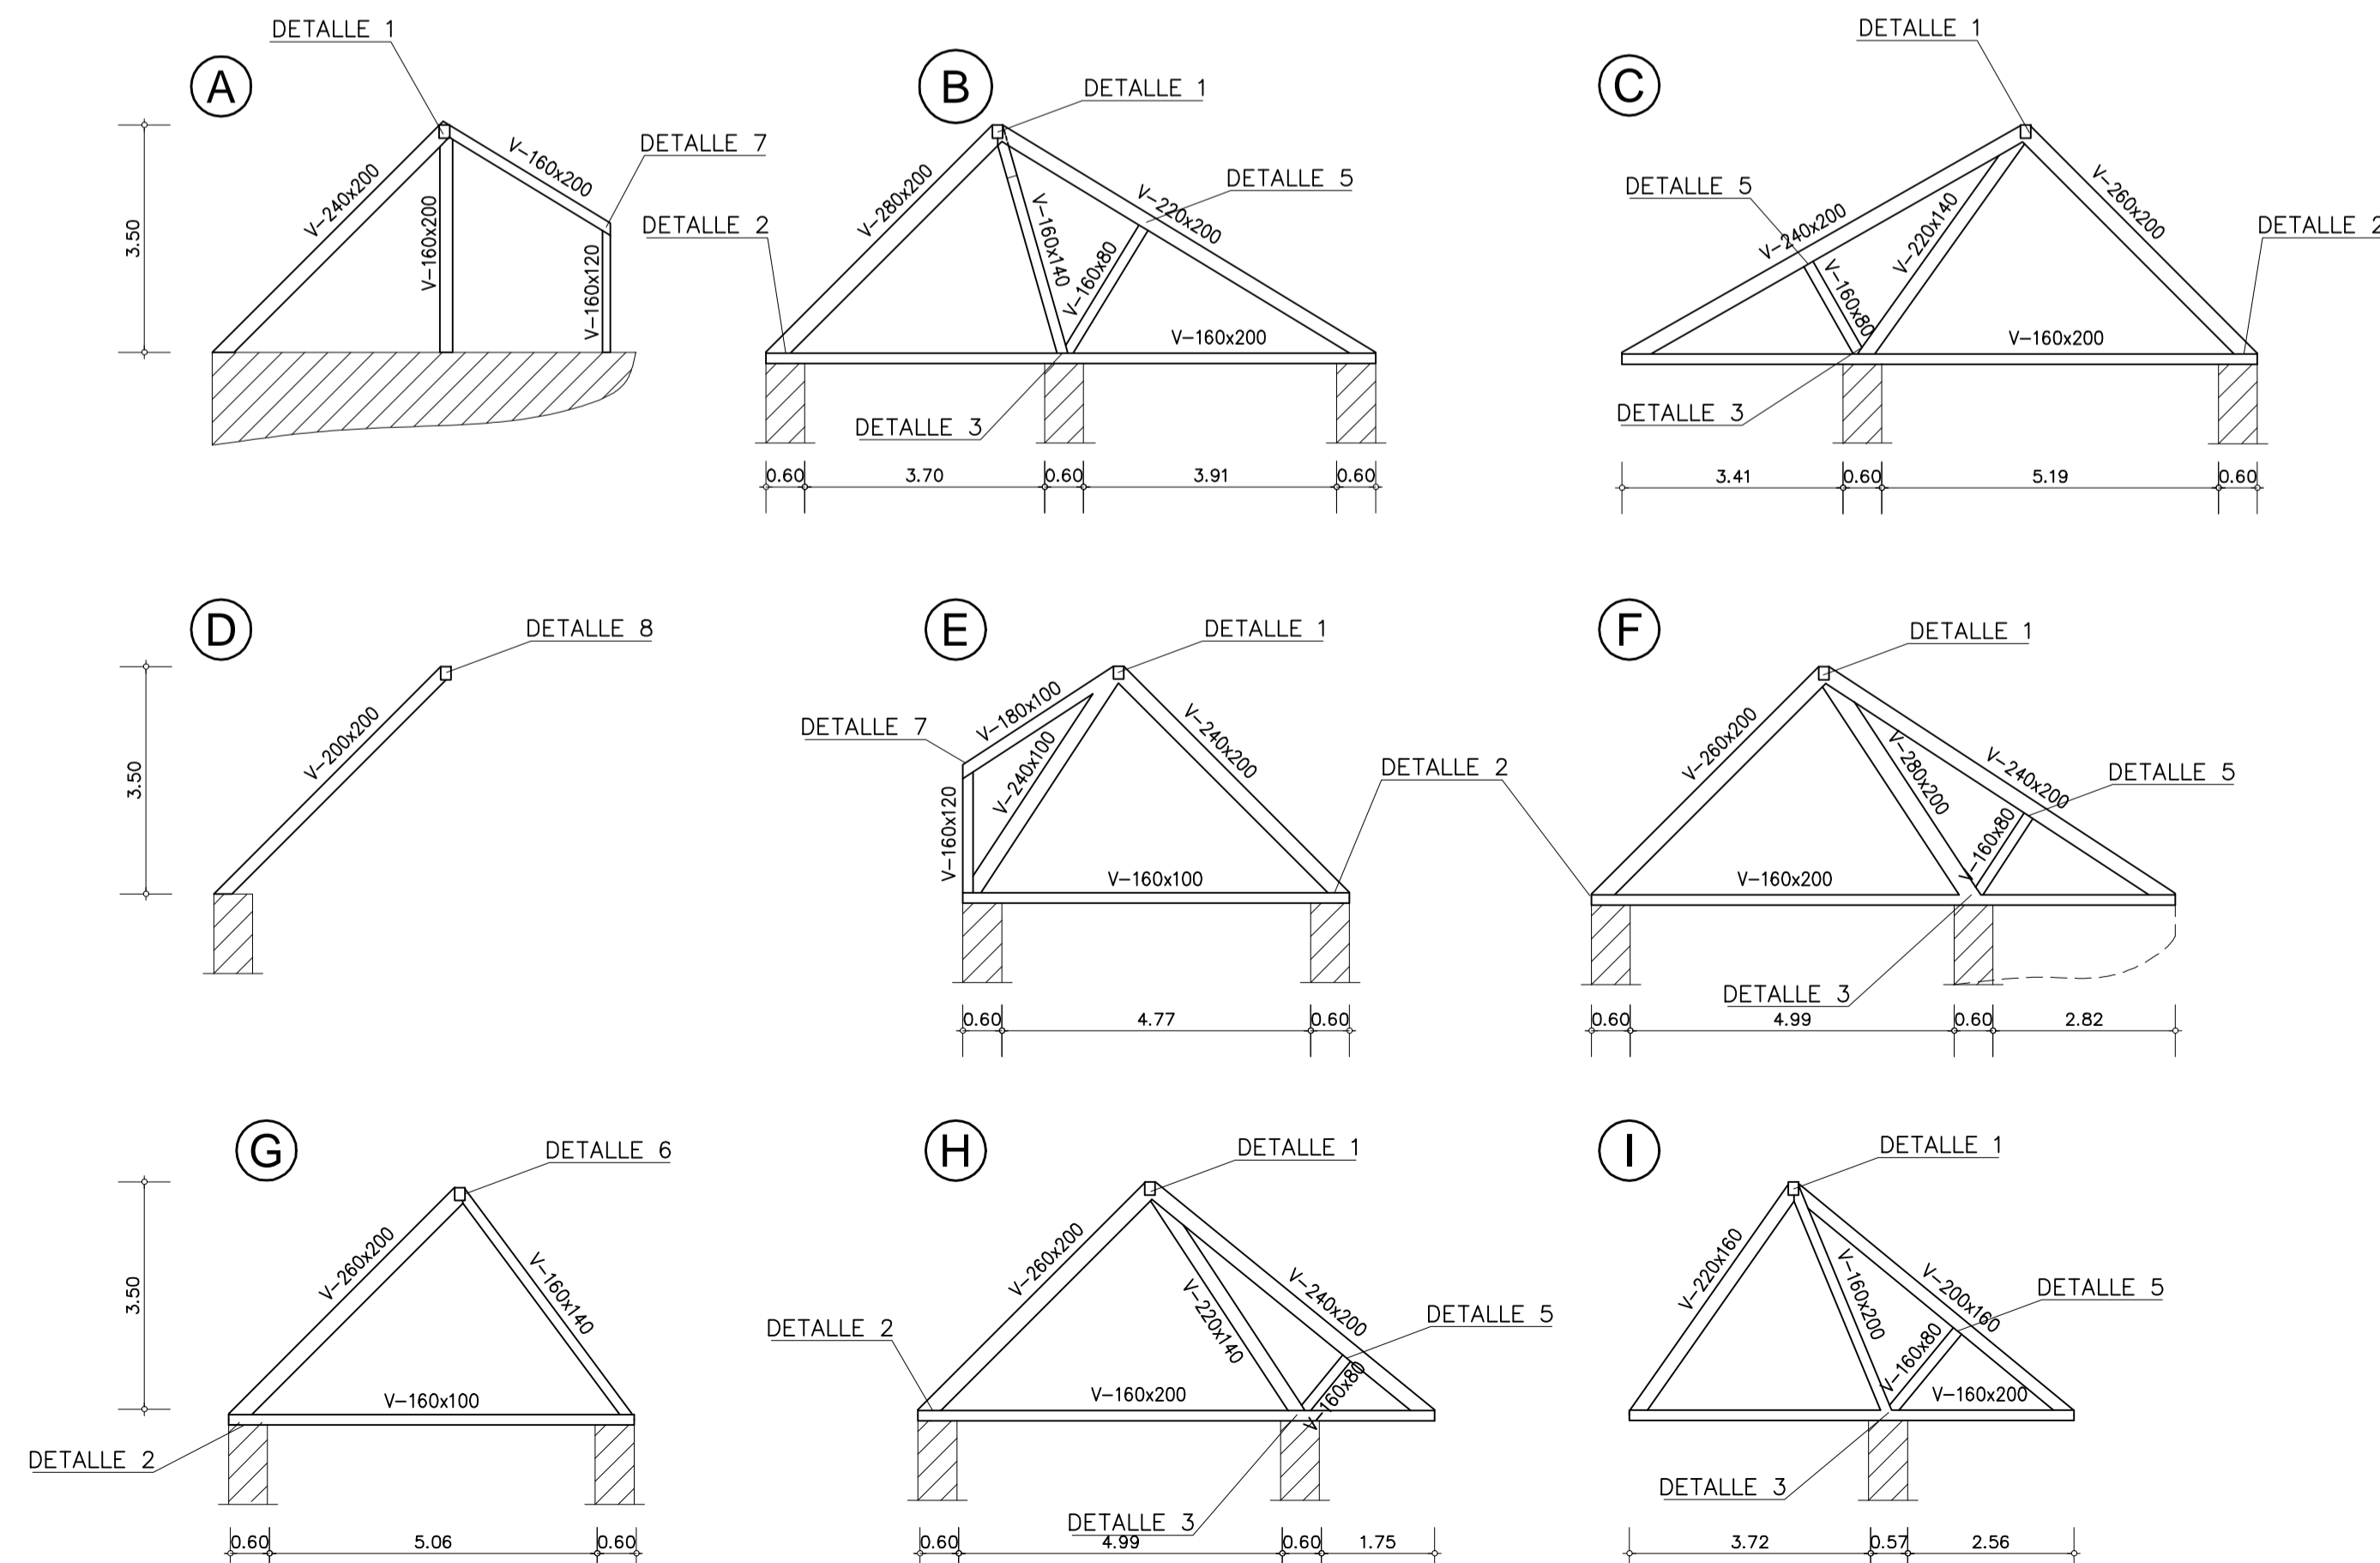 A
DETALLE 1
V-240x200
V-160x200
DETALLE 7
V-160x200
V-160x120
3.50
B
DETALLE 1
V-280x200
DETALLE 2
DETALLE 5
V-220x200
V-160x140
V-160x80
V-160x200
DETALLE 3
0.60 3.70 0.60 3.91 0.60
C
DETALLE 1
DETALLE 5
V-240x200
V-260x200
DETALLE 2
V-220x140
V-160x80
V-160x200
DETALLE 3
3.41 0.60 5.19 0.60
D
DETALLE 8
V-200x200
3.50
E
DETALLE 1
V-180x100
DETALLE 7
V-240x200
V-240x100
V-160x120
DETALLE 2
V-160x100
0.60 4.77 0.60
F
DETALLE 1
V-260x200
V-280x200
V-240x200
DETALLE 5
V-160x80
V-160x200
DETALLE 3
0.60 4.99 0.60 2.82
G
DETALLE 6
V-260x200
V-160x140
3.50
V-160x100
DETALLE 2
0.60 5.06 0.60
H
DETALLE 1
V-260x200
V-240x200
DETALLE 5
DETALLE 2
V-220x140
V-160x80
V-160x200
DETALLE 3
0.60 4.99 0.60 1.75
I
DETALLE 1
V-220x160
V-160x200
V-200x160
DETALLE 5
V-160x80
V-160x200
DETALLE 3
3.72 0.57 2.56